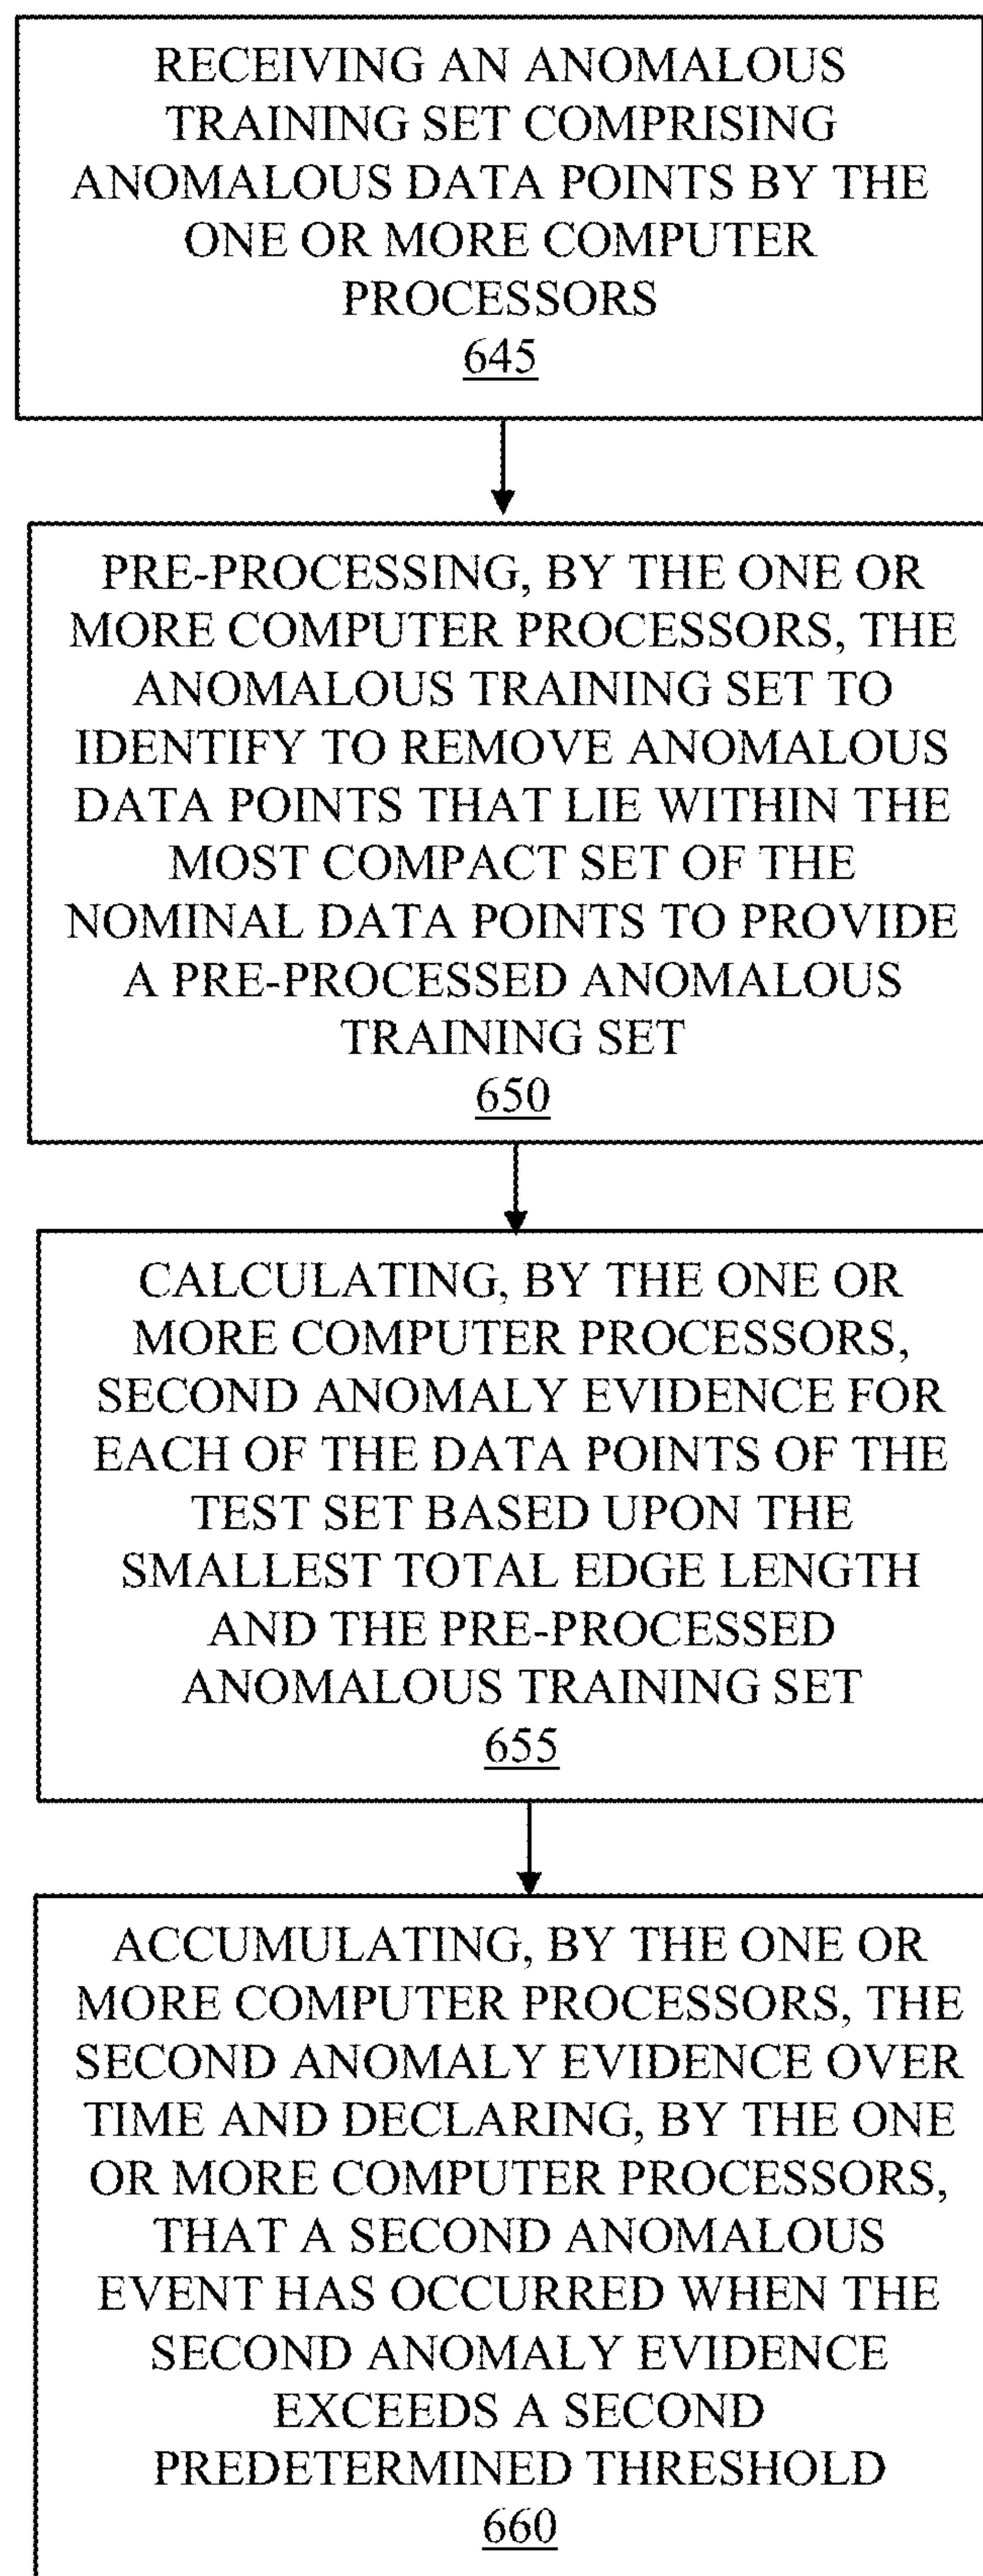 RECEIVING AN ANOMALOUS
TRAINING SET COMPRISING
ANOMALOUS DATA POINTS BY THE
ONE OR MORE COMPUTER
PROCESSORS
645
PRE-PROCESSING, BY THE ONE OR
MORE COMPUTER PROCESSORS, THE
ANOMALOUS TRAINING SET TO
IDENTIFY TO REMOVE ANOMALOUS
DATA POINTS THAT LIE WITHIN THE
MOST COMPACT SET OF THE
NOMINAL DATA POINTS TO PROVIDE
A PRE-PROCESSED ANOMALOUS
TRAINING SET
650
CALCULATING, BY THE ONE OR
MORE COMPUTER PROCESSORS,
SECOND ANOMALY EVIDENCE FOR
EACH OF THE DATA POINTS OF THE
TEST SET BASED UPON THE
SMALLEST TOTAL EDGE LENGTH
AND THE PRE-PROCESSED
ANOMALOUS TRAINING SET
655
ACCUMULATING, BY THE ONE OR
MORE COMPUTER PROCESSORS, THE
SECOND ANOMALY EVIDENCE OVER
TIME AND DECLARING, BY THE ONE
OR MORE COMPUTER PROCESSORS,
THAT A SECOND ANOMALOUS
EVENT HAS OCCURRED WHEN THE
SECOND ANOMALY EVIDENCE
EXCEEDS A SECOND
PREDETERMINED THRESHOLD
660